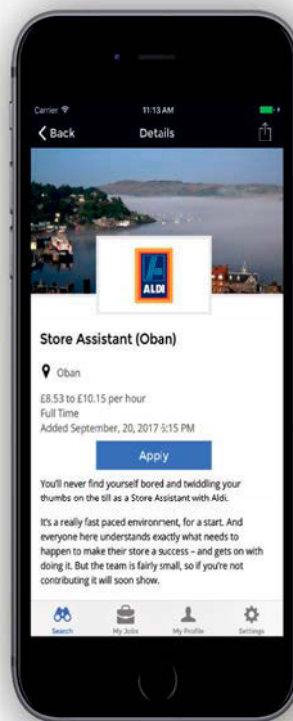 Carrier 11:13 AM
Back Details
ALDI
Store Assistant (Oban)
Oban
£8.53 to £10.15 per hour
Full Time
Added September, 20, 2017 5:15 PM
Apply
You'll never find yourself bored and twiddling your
thumbs on the till as a Store Assistant with Aldi.
It's a really fast paced environment, for a start. And
everyone here understands exactly what needs to
happen to make their store a success – and gets on with
doing it. But the team is fairly small, so if you're not
contributing it will soon show.
Search My Jobs My Profile Settings